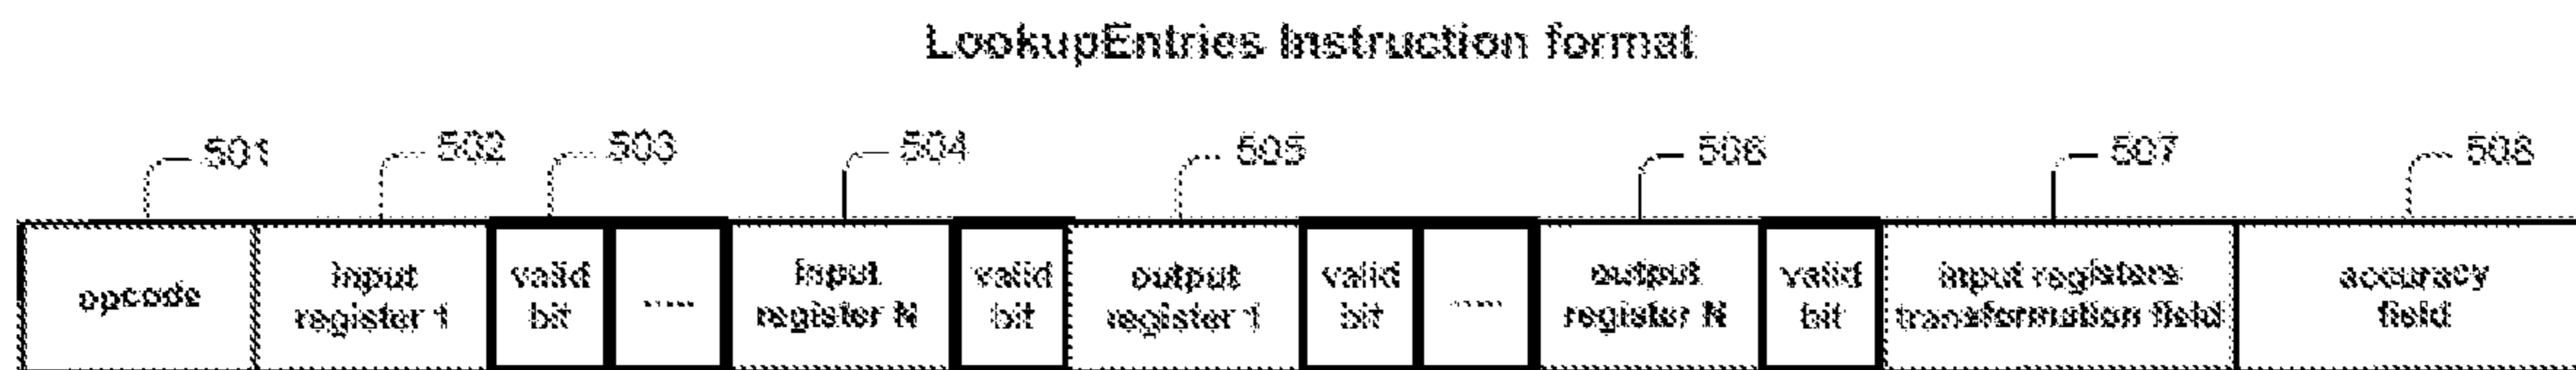 LookupEntries Instruction format
501 502 503 504 505 506 507 508
opcode
input
register 1
valid
bit
.....
input
register N
valid
bit
output
register 1
valid
bit
.....
output
register N
valid
bit
input registers
transformation field
accuracy
field